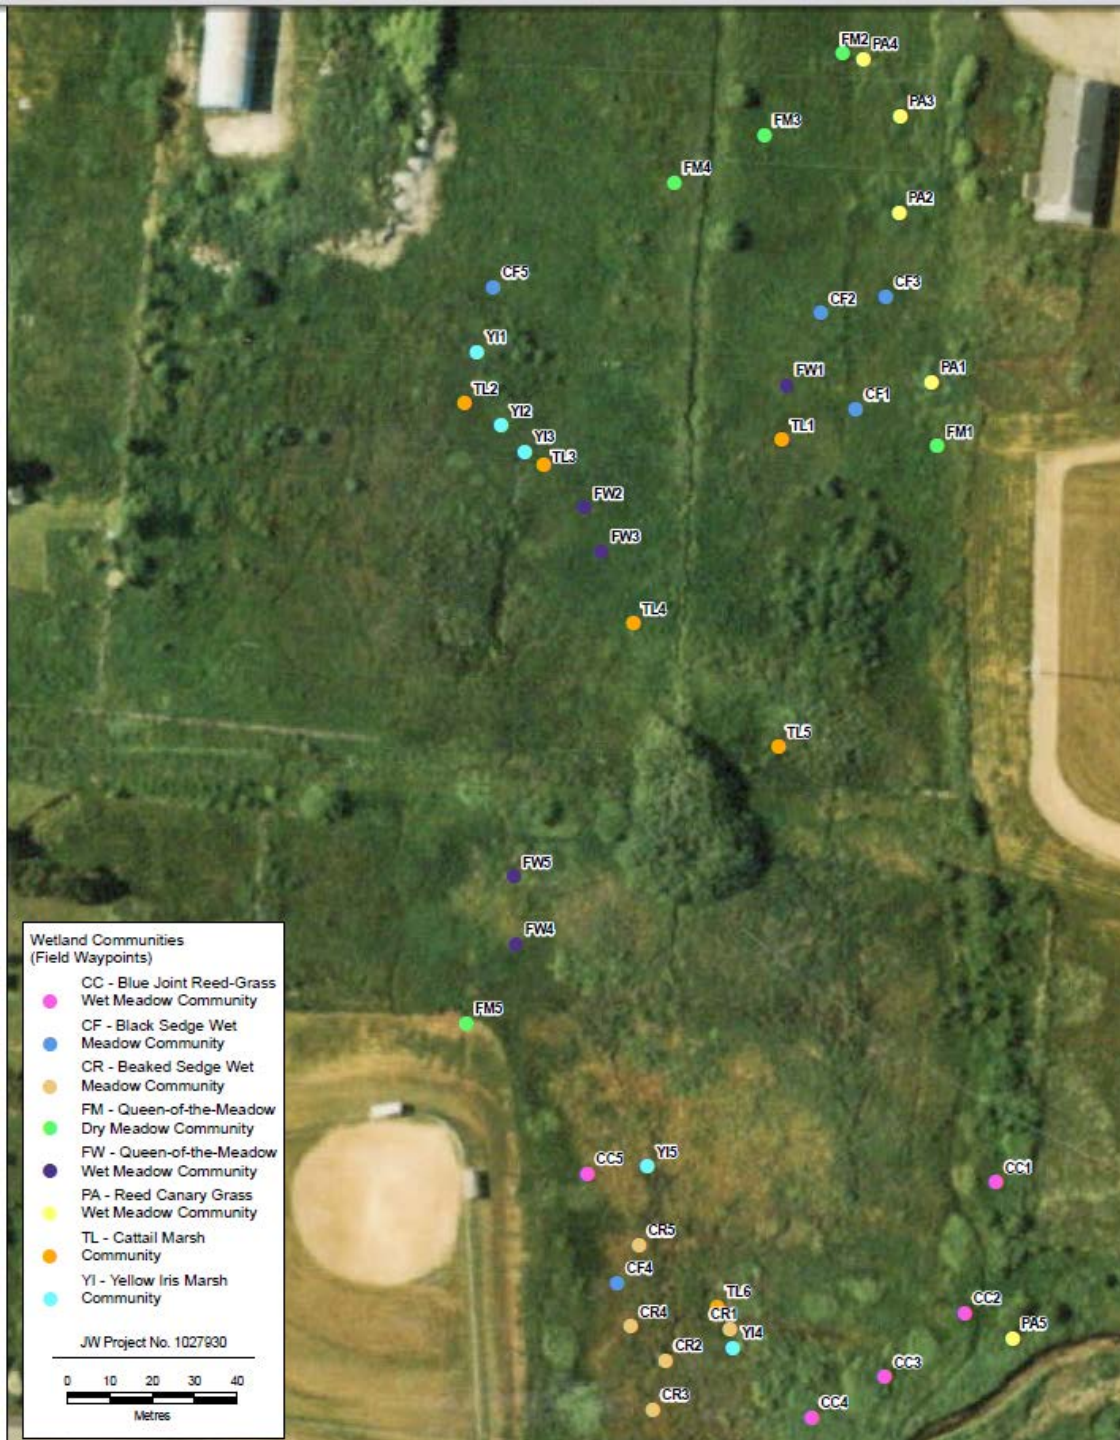 FM2
PA4
PA3
FM3
FM4
PA2
CF5
CF3
CF2
YI1
FW1
PA1
TL2
CF1
YI2
TL1
FM1
YI3
TL3
FW2
FW3
TL4
TL5
FW5
FW4
FM5
YI5
CC5
CC1
CR5
CF4
TL6
CC2
CR4
CR1
YI4
PA5
CR2
CC3
CR3
CC4
Wetland Communities
(Field Waypoints)
CC - Blue Joint Reed-Grass
Wet Meadow Community
CF - Black Sedge Wet
Meadow Community
CR - Beaked Sedge Wet
Meadow Community
FM - Queen-of-the-Meadow
Dry Meadow Community
FW - Queen-of-the-Meadow
Wet Meadow Community
PA - Reed Canary Grass
Wet Meadow Community
TL - Cattail Marsh
Community
YI - Yellow Iris Marsh
Community
JW Project No. 1027930
0 10 20 30 40
Metres